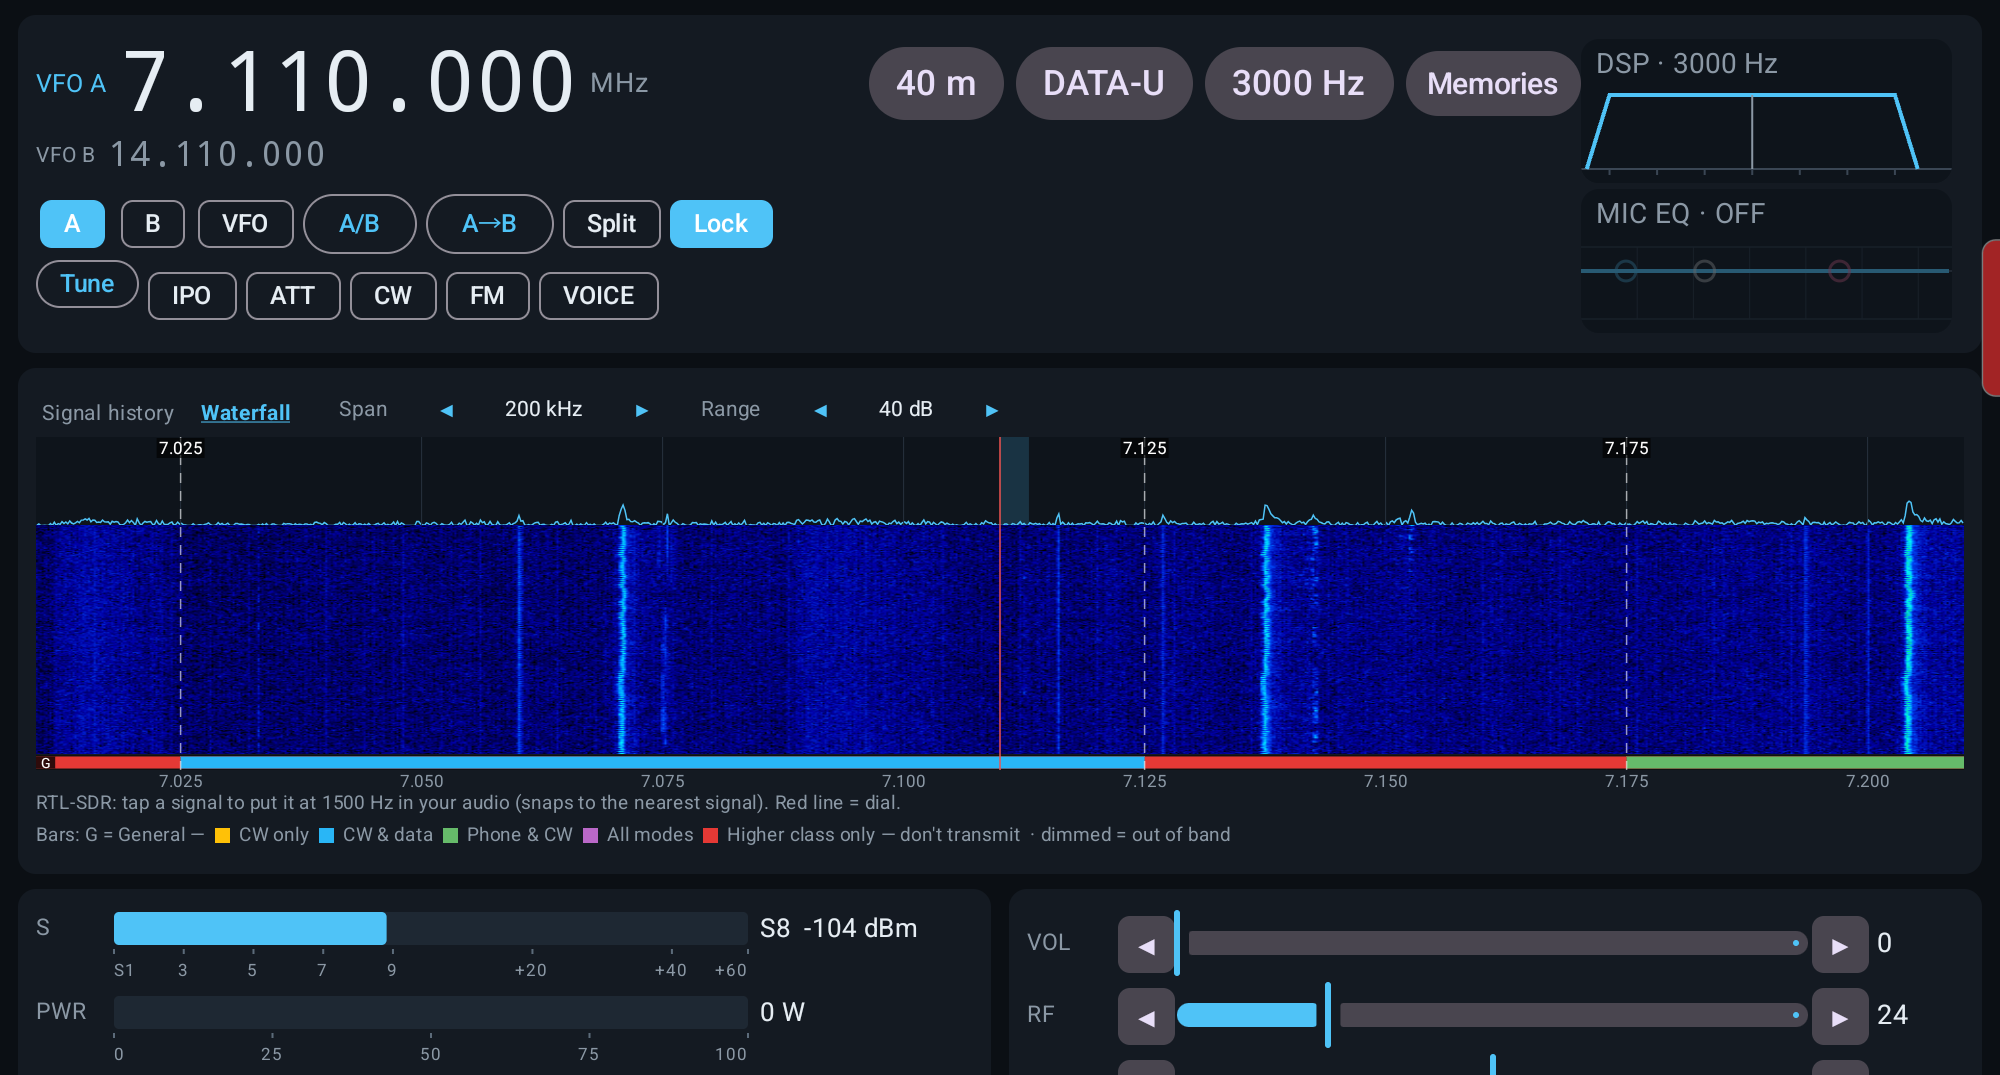 VFO A 7.110.000 MHz 40 m DATA-U 3000 Hz Memories
DSP · 3000 Hz
VFO B 14.110.000
A B VFO A/B A→B Split Lock
MIC EQ · OFF
Tune IPO ATT CW FM VOICE
Signal history Waterfall Span ◀ 200 kHz ▶ Range ◀ 40 dB ▶
7.025 7.125 7.175
G
7.025 7.050 7.075 7.100 7.125 7.150 7.175 7.200
RTL-SDR: tap a signal to put it at 1500 Hz in your audio (snaps to the nearest signal). Red line = dial.
Bars: G = General — CW only CW & data Phone & CW All modes Higher class only — don't transmit · dimmed = out of band
S S8 -104 dBm
S1 3 5 7 9 +20 +40 +60
PWR 0 W
0 25 50 75 100
VOL ◀ ▶ 0
RF ◀ ▶ 24